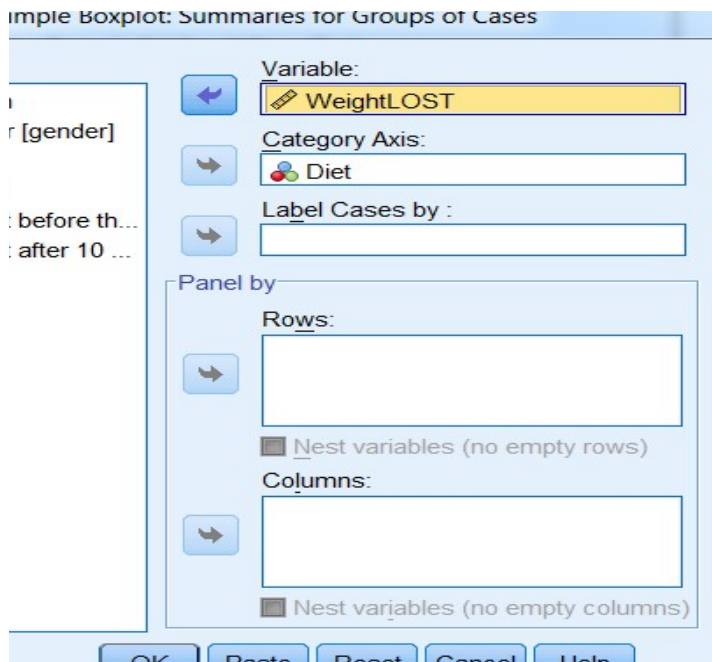 imple Boxplot: Summaries for Groups of Cases
Variable:
WeightLOST
r [gender]
Category Axis:
Diet
Label Cases by :
t before th...
t after 10 ...
Panel by
Rows:
Nest variables (no empty rows)
Columns:
Nest variables (no empty columns)
OK Paste Reset Cancel Help